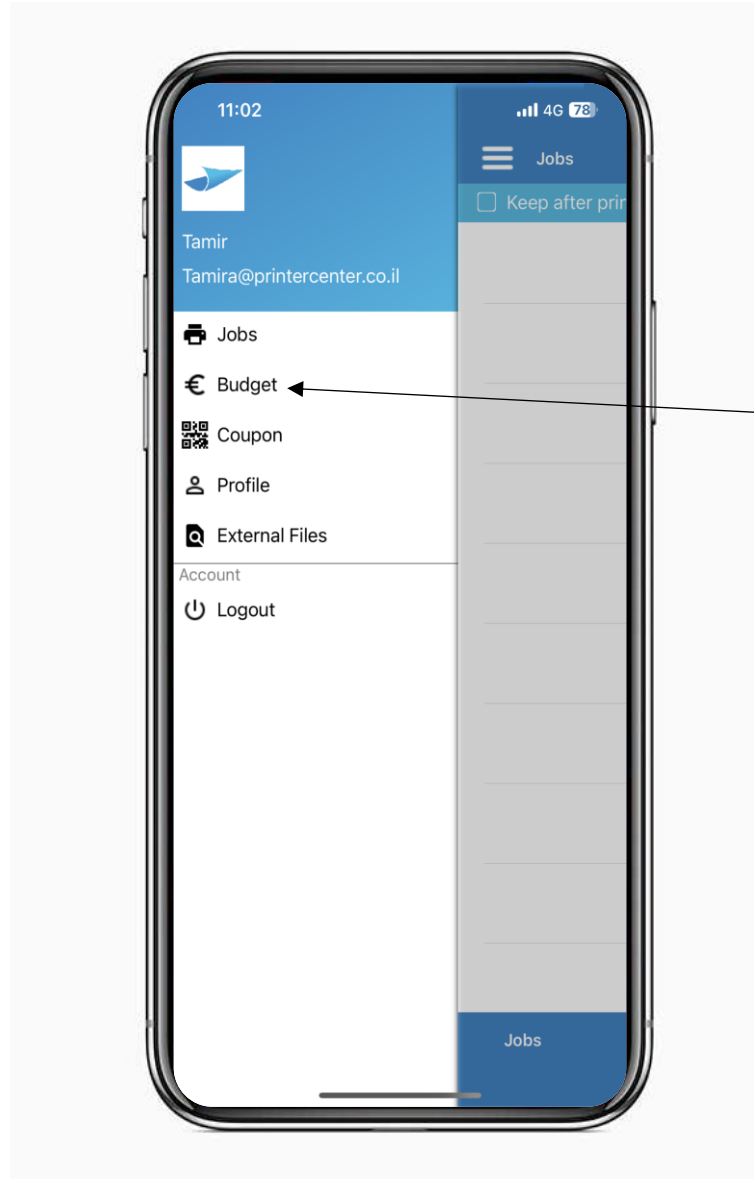 11:02
4G 78
Jobs
Keep after prin
Tamir
Tamira@printercenter.co.il
Jobs
€ Budget
Coupon
Profile
External Files
Account
Logout
Jobs